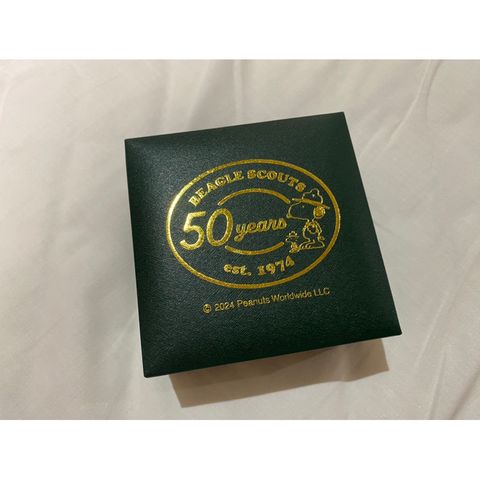 BEAGLE SCOUTS
50 years
est. 1974
© 2024 Peanuts Worldwide LLC